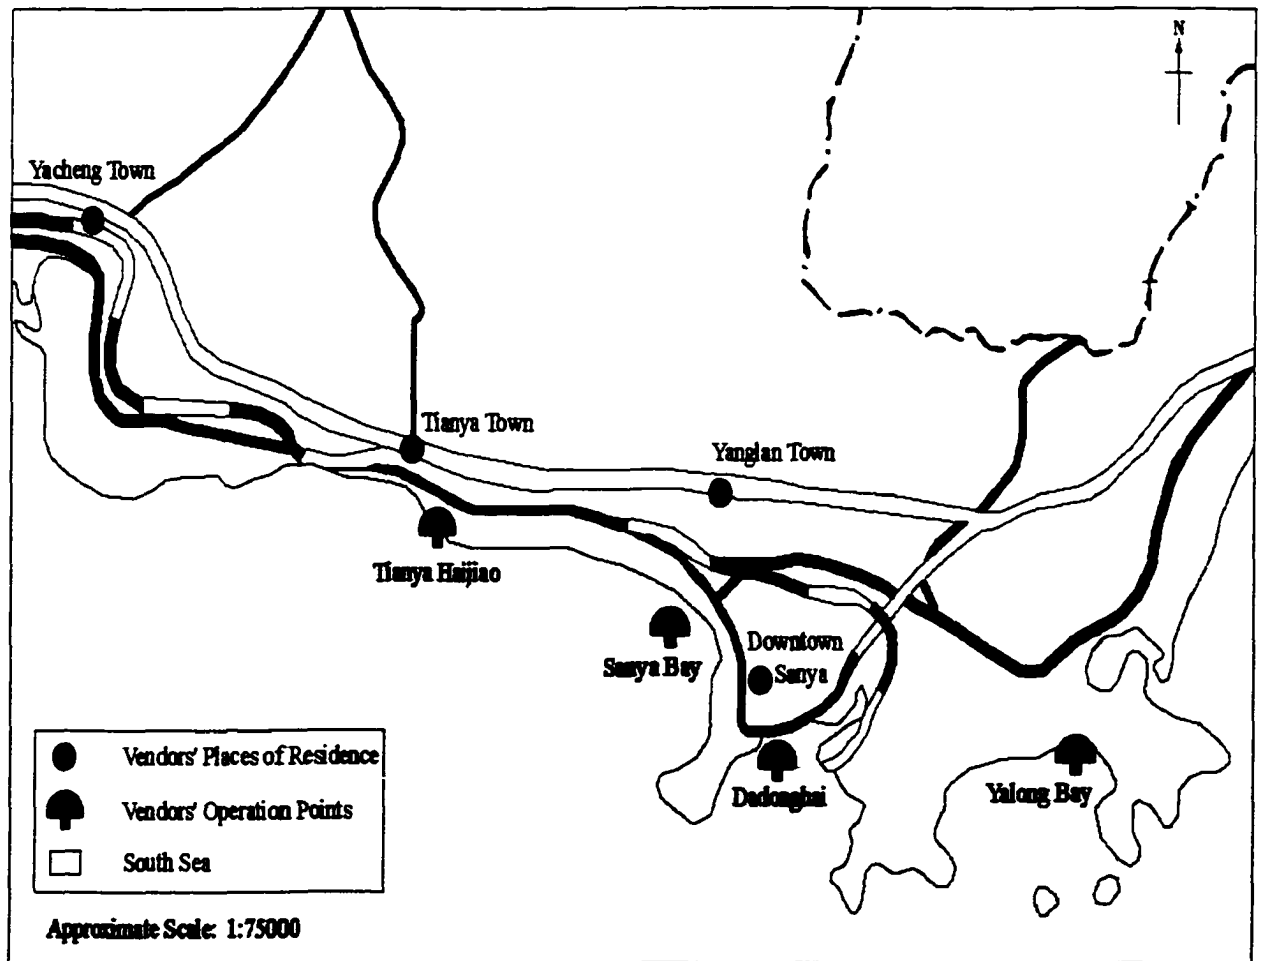 N
Yacheng Town
Tianya Town
Yanglan Town
Tianya Haijiao
Downtown
Sanya
Sanya Bay
Dadonghai
Yalong Bay
Vendors' Places of Residence
Vendors' Operation Points
South Sea
Approximate Scale: 1:75000